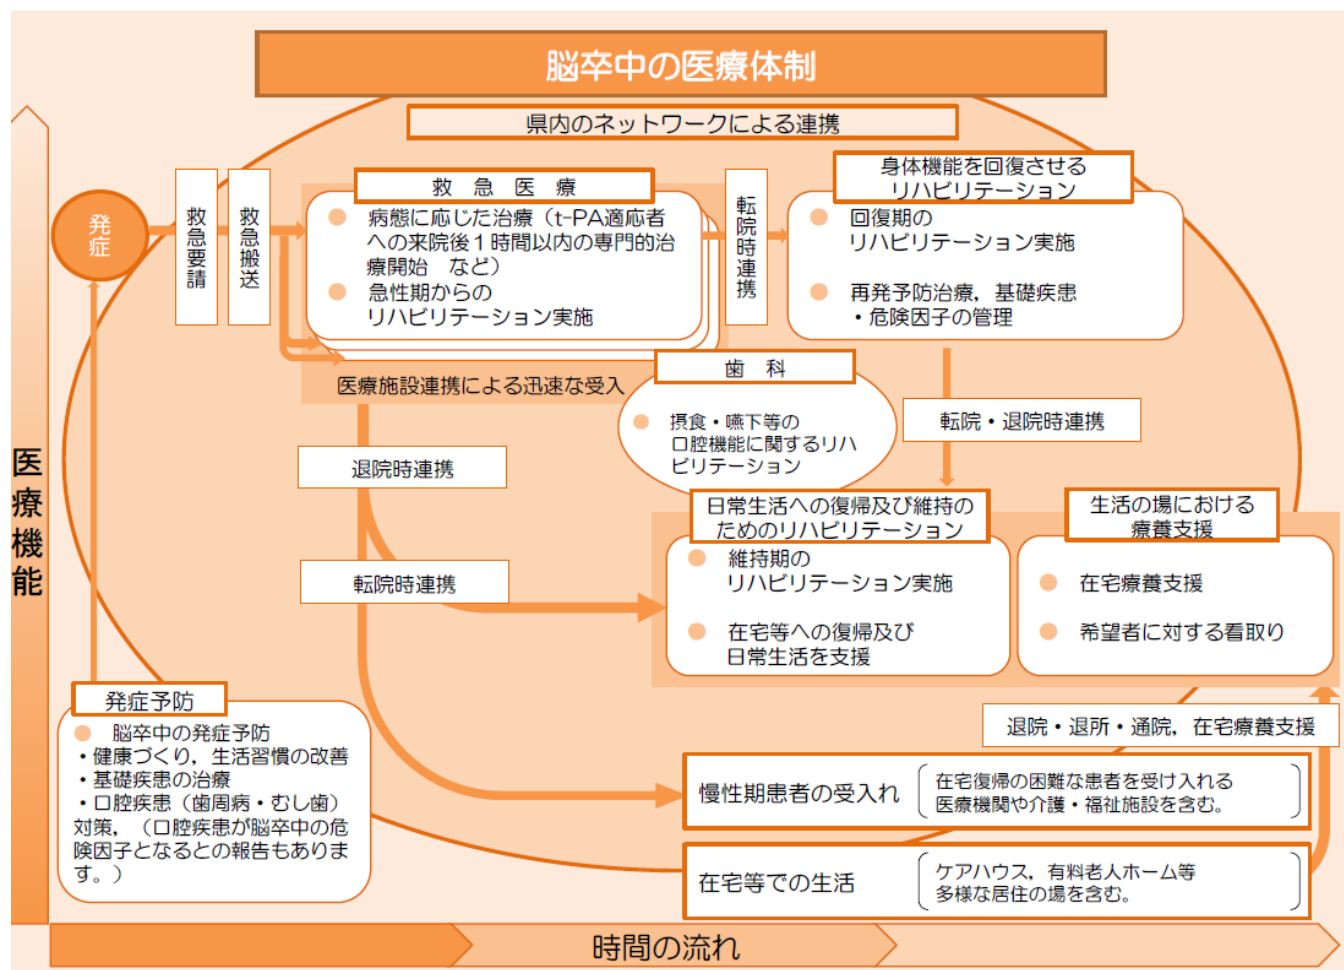 脳卒中の医療体制
県内のネットワークによる連携
医療機能
発症
救急要請
救急搬送
救　急　医　療
● 病態に応じた治療（t-PA適応者
への来院後１時間以内の専門的治
療開始　など）
● 急性期からの
リハビリテーション実施
医療施設連携による迅速な受入
転院時連携
身体機能を回復させる
リハビリテーション
● 回復期の
リハビリテーション実施
● 再発予防治療，基礎疾患
・危険因子の管理
歯　科
● 摂食・嚥下等の
口腔機能に関するリハ
ビリテーション
転院・退院時連携
退院時連携
転院時連携
日常生活への復帰及び維持の
ためのリハビリテーション
● 維持期の
リハビリテーション実施
● 在宅等への復帰及び
日常生活を支援
生活の場における
療養支援
● 在宅療養支援
● 希望者に対する看取り
発症予防
● 脳卒中の発症予防
・健康づくり，生活習慣の改善
・基礎疾患の治療
・口腔疾患（歯周病・むし歯）
対策，（口腔疾患が脳卒中の危
険因子となるとの報告もありま
す。）
退院・退所・通院，在宅療養支援
慢性期患者の受入れ
在宅復帰の困難な患者を受け入れる
医療機関や介護・福祉施設を含む。
在宅等での生活
ケアハウス，有料老人ホーム等
多様な居住の場を含む。
時間の流れ